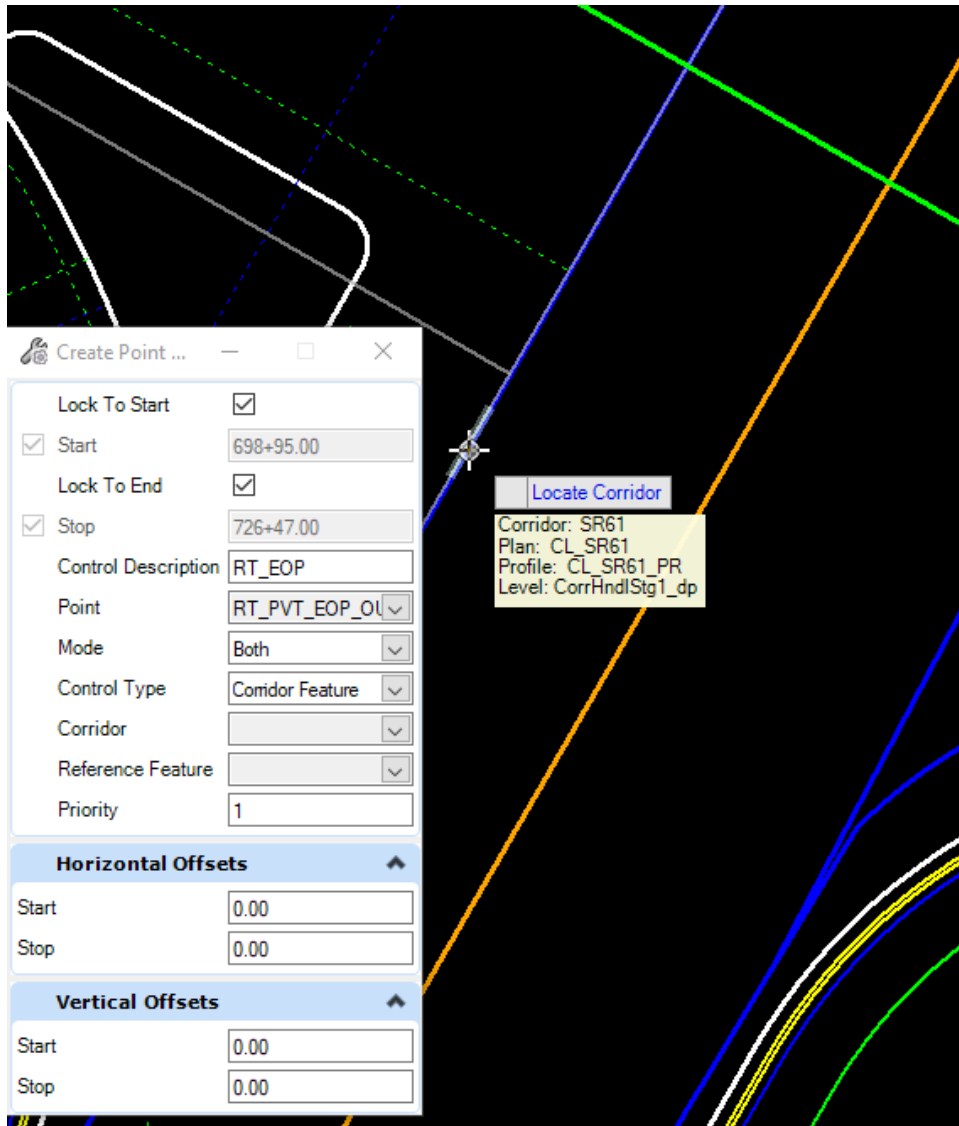 Create Point ...
Lock To Start
Start 698+95.00
Lock To End
Stop 726+47.00
Control Description RT_EOP
Point RT_PVT_EOP_OU
Mode Both
Control Type Corridor Feature
Corridor
Reference Feature
Priority 1
Horizontal Offsets
Start 0.00
Stop 0.00
Vertical Offsets
Start 0.00
Stop 0.00
Locate Corridor
Corridor: SR61
Plan: CL_SR61
Profile: CL_SR61_PR
Level: CorrHndlStg1_dp